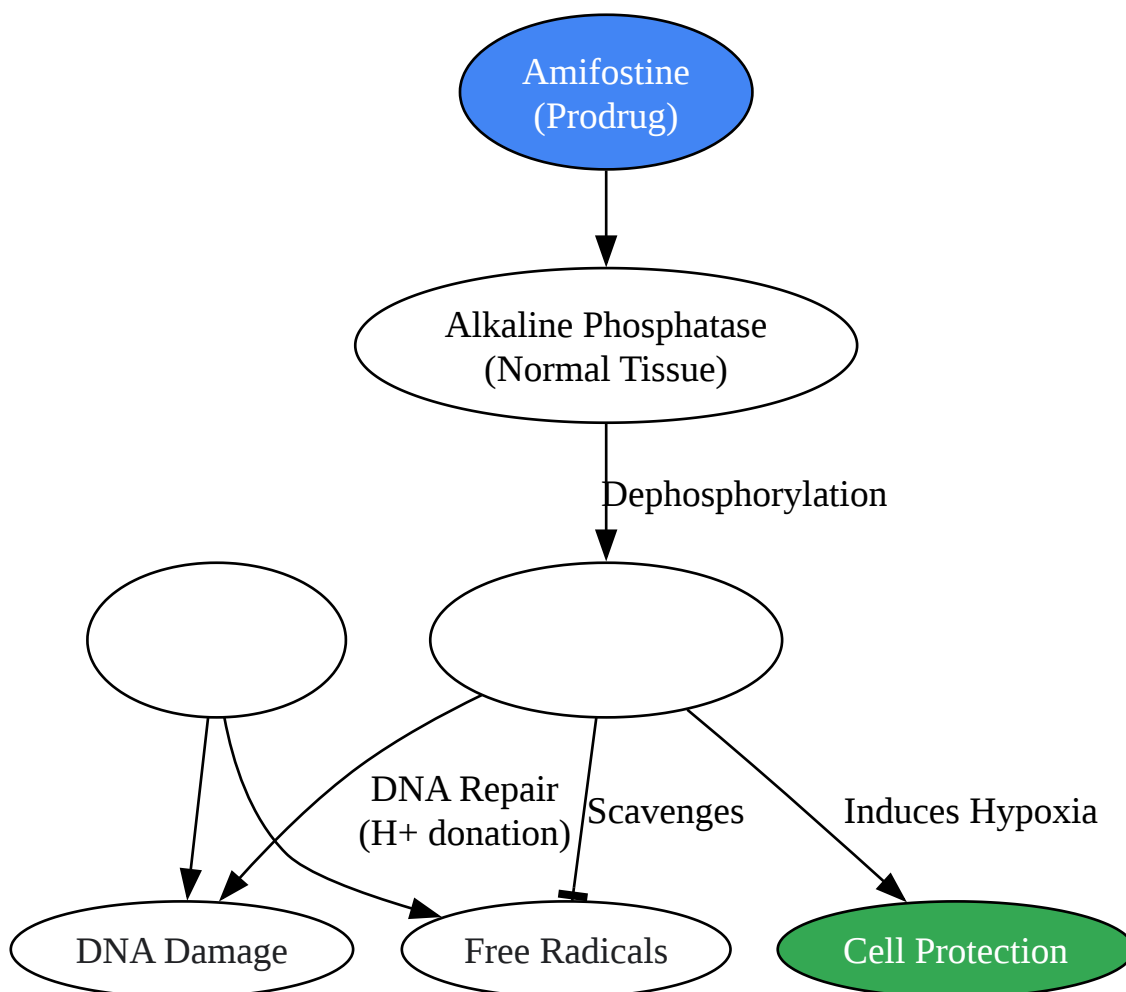 Amifostine
(Prodrug)
Alkaline Phosphatase
(Normal Tissue)
Dephosphorylation
DNA Repair
(H+ donation)
Scavenges
Induces Hypoxia
DNA Damage
Free Radicals
Cell Protection